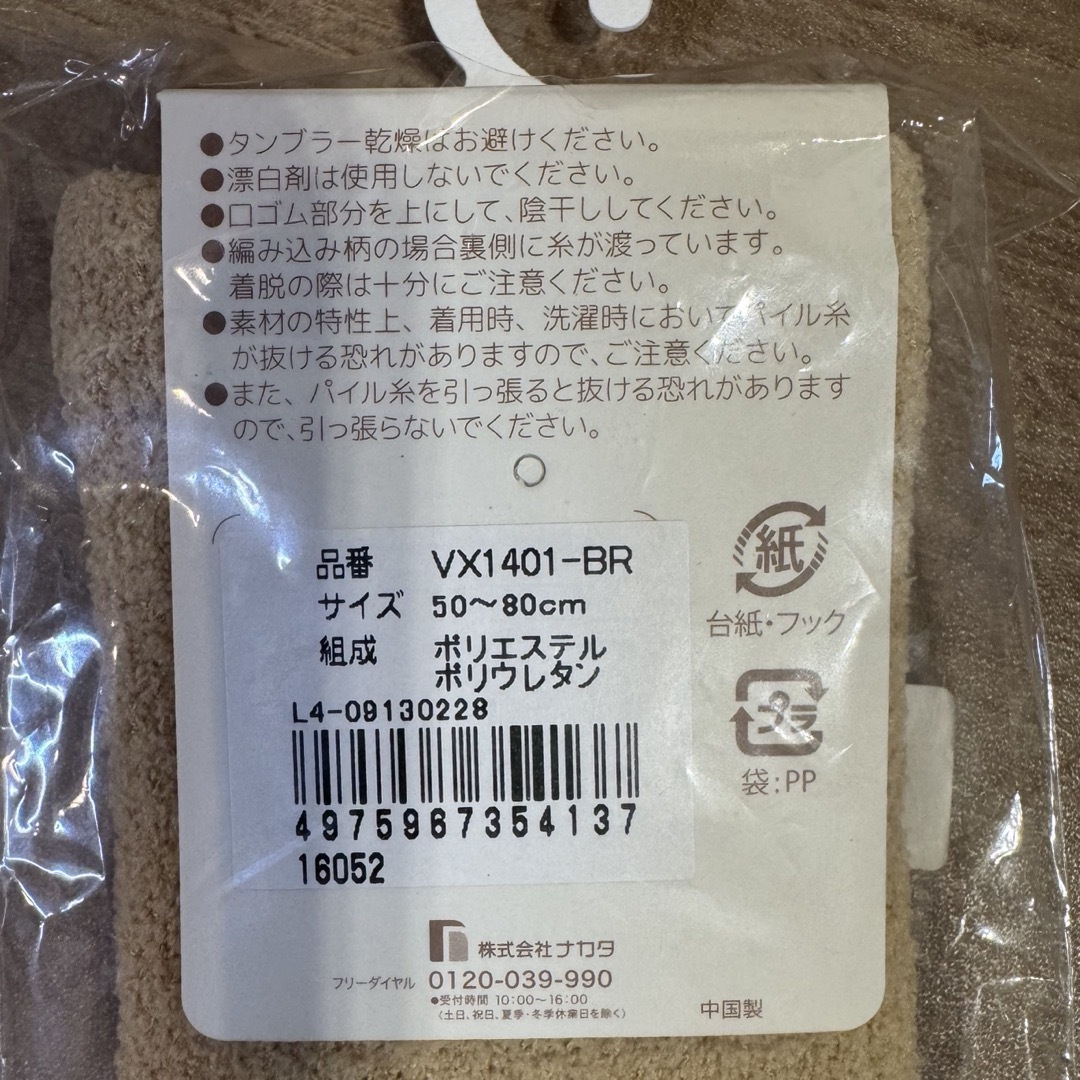 ●タンブラー乾燥はお避けください。
●漂白剤は使用しないでください。
●口ゴム部分を上にして、陰干ししてください。
●編み込み柄の場合裏側に糸が渡っています。
着脱の際は十分にご注意ください。
●素材の特性上、着用時、洗濯時においてパイル糸
が抜ける恐れがありますので、ご注意ください。
●また、パイル糸を引っ張ると抜ける恐れがあります
ので、引っ張らないでください。
品番 VX1401-BR
サイズ 50～80cm
組成 ポリエステル
ポリウレタン
L4-09130228
4975967354137
16052
紙
台紙・フック
プラ
袋:PP
株式会社ナカタ
フリーダイヤル 0120-039-990
●受付時間 10:00～16:00
(土日、祝日、夏季・冬季休業日を除く)
中国製